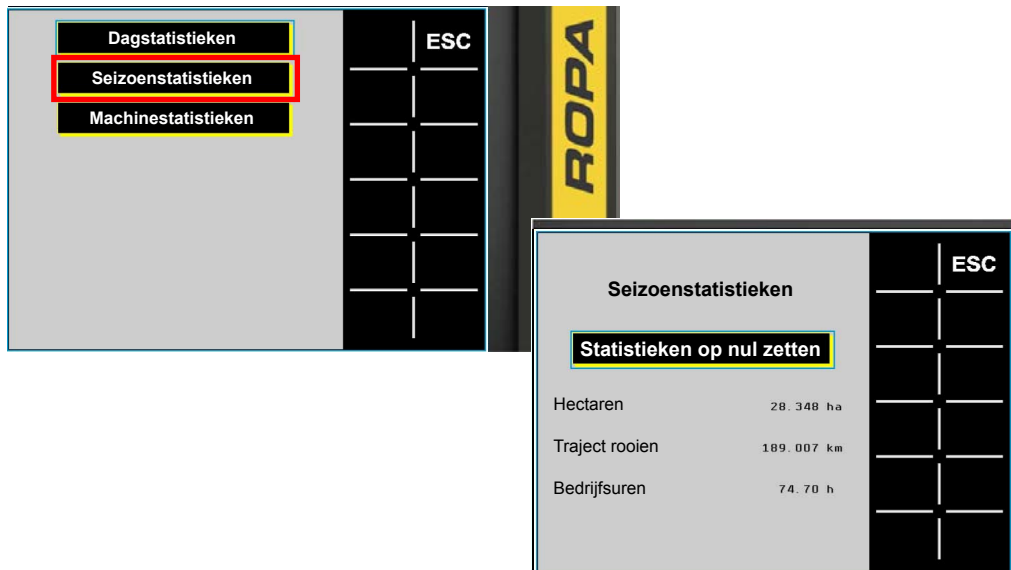 Dagstatistieken
ESC
Seizoenstatistieken
Machinestatistieken
ROPA
ESC
Seizoenstatistieken
Statistieken op nul zetten
Hectaren 28.348 ha
Traject rooien 189.007 km
Bedrijfsuren 74.70 h